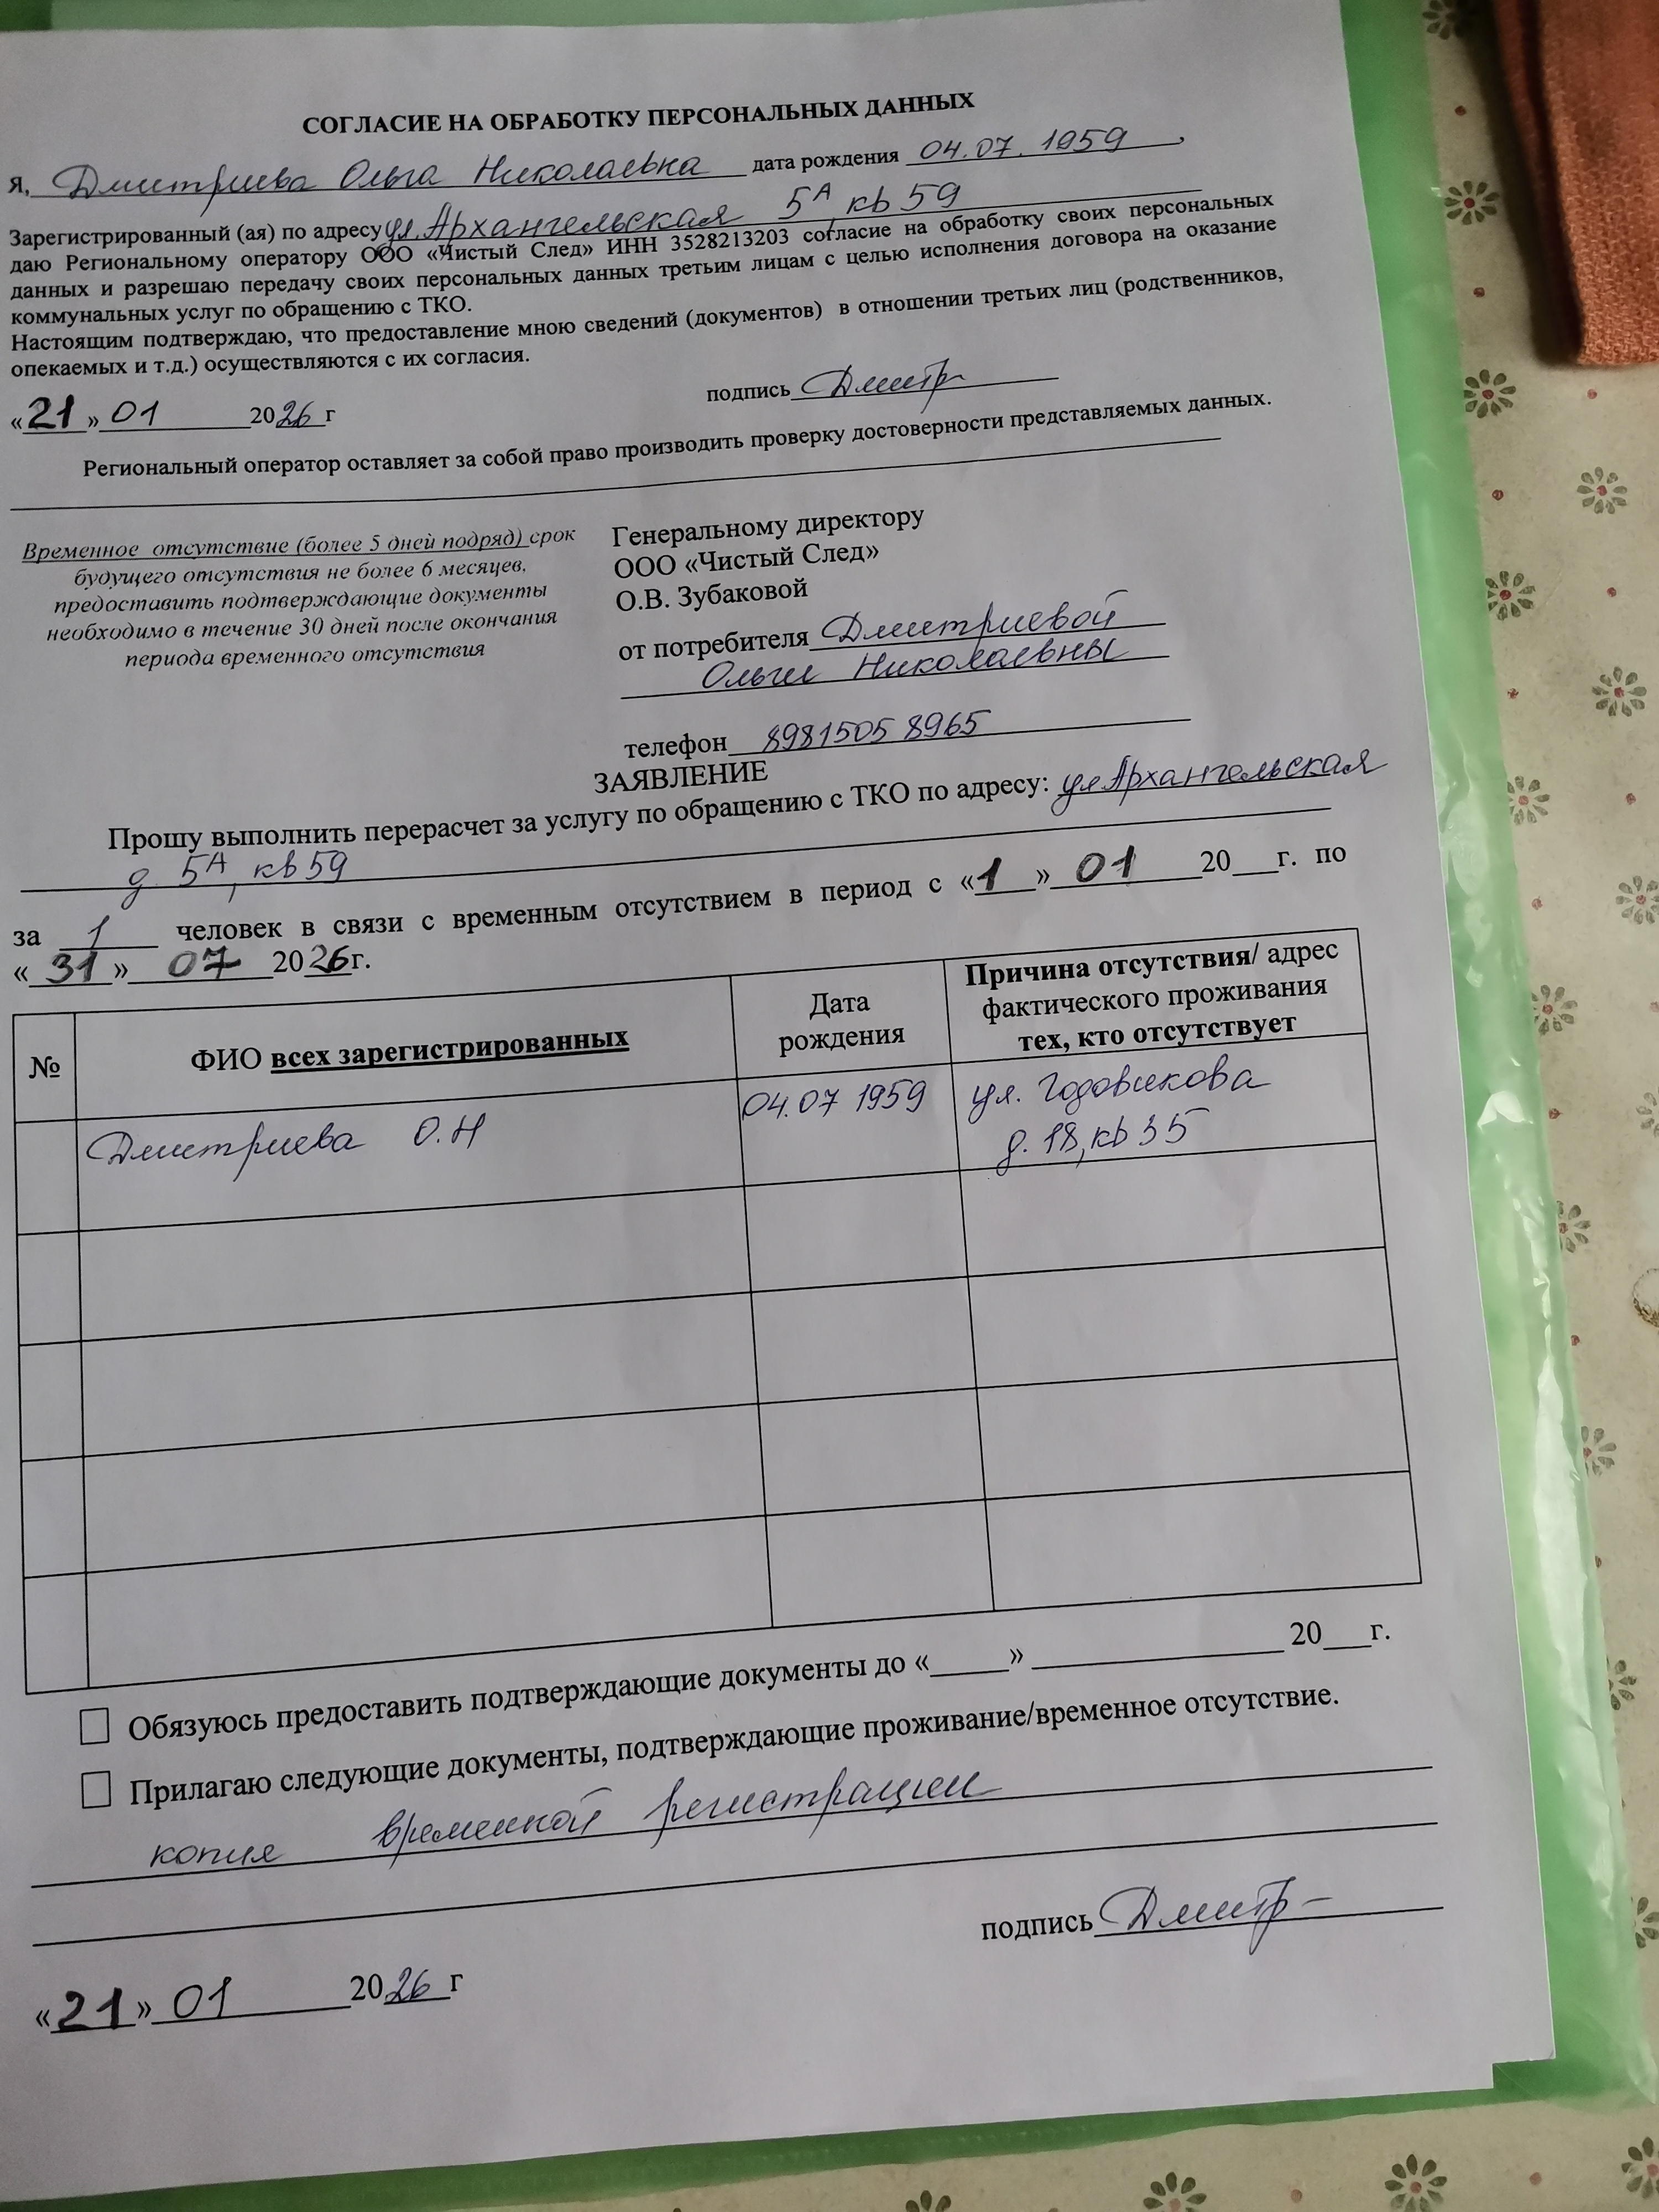 СОГЛАСИЕ НА ОБРАБОТКУ ПЕРСОНАЛЬНЫХ ДАННЫХ
Я, Дмитриева Ольга Николаевна дата рождения 04.07.1959,
Зарегистрированный (ая) по адресу ул. Архангельская 5А, кв 59
даю Региональному оператору ООО «Чистый След» ИНН 3528213203 согласие на обработку своих персональных
данных и разрешаю передачу своих персональных данных третьим лицам с целью исполнения договора на оказание
коммунальных услуг по обращению с ТКО.
Настоящим подтверждаю, что предоставление мною сведений (документов) в отношении третьих лиц (родственников,
опекаемых и т.д.) осуществляются с их согласия.
подпись Дмитр
«21» 01 2026 г
Региональный оператор оставляет за собой право производить проверку достоверности представляемых данных.
Временное отсутствие (более 5 дней подряд) срок
будущего отсутствия не более 6 месяцев,
предоставить подтверждающие документы
необходимо в течение 30 дней после окончания
периода временного отсутствия
Генеральному директору
ООО «Чистый След»
О.В. Зубаковой
от потребителя Дмитриевой
Ольги Николаевны
телефон 8981505 8965
ЗАЯВЛЕНИЕ
Прошу выполнить перерасчет за услугу по обращению с ТКО по адресу: ул Архангельская
д. 5А, кв 59
за 1 человек в связи с временным отсутствием в период с «1» 01 20___г. по
«31» 07 2026г.
№
ФИО всех зарегистрированных
Дата
рождения
Причина отсутствия/ адрес
фактического проживания
тех, кто отсутствует
Дмитриева О.Н
04.07 1959
ул. Годовикова
д. 18, кв 35
Обязуюсь предоставить подтверждающие документы до «_____» ________________ 20___г.
Прилагаю следующие документы, подтверждающие проживание/временное отсутствие.
копия временной регистрации
подпись Дмитр
«21» 01 2026 г